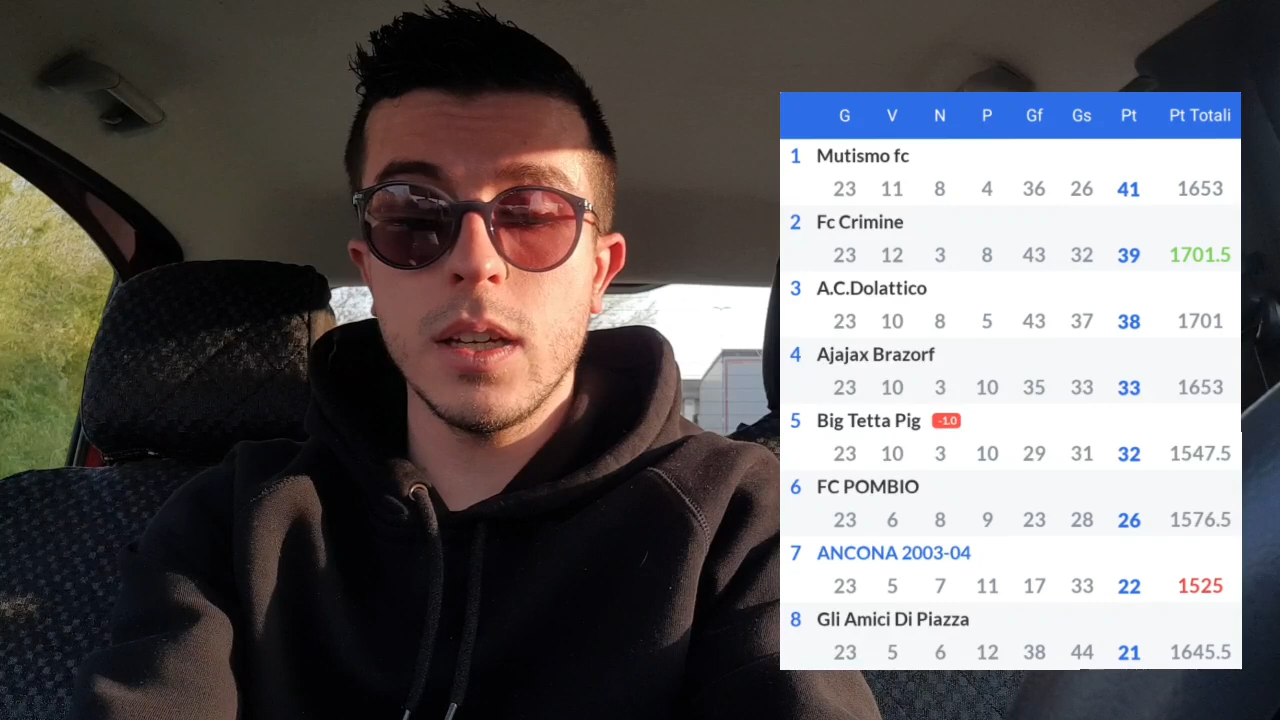 G V N P Gf Gs Pt Pt Totali
1 Mutismo fc
23 11 8 4 36 26 41 1653
2 Fc Crimine
23 12 3 8 43 32 39 1701.5
3 A.C.Dolattico
23 10 8 5 43 37 38 1701
4 Ajajax Brazorf
23 10 3 10 35 33 33 1653
5 Big Tetta Pig -1.0
23 10 3 10 29 31 32 1547.5
6 FC POMBIO
23 6 8 9 23 28 26 1576.5
7 ANCONA 2003-04
23 5 7 11 17 33 22 1525
8 Gli Amici Di Piazza
23 5 6 12 38 44 21 1645.5